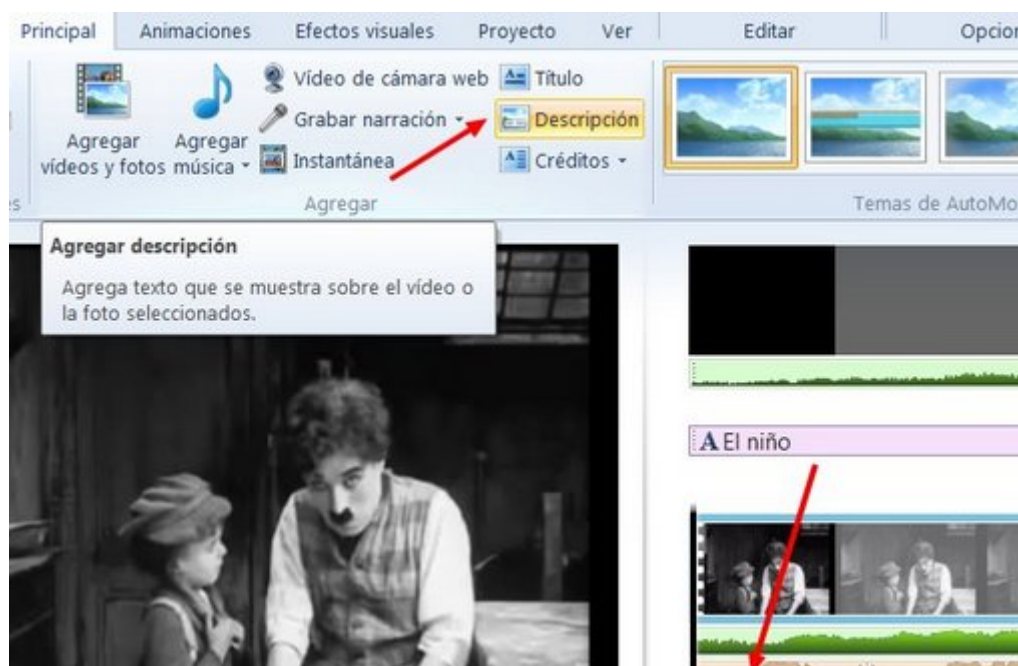 Principal Animaciones Efectos visuales Proyecto Ver Editar
Vídeo de cámara web Título
Agregar vídeos y fotos
Agregar música
Grabar narración Descripción
Instantánea Créditos
Agregar
Agregar descripción
Agrega texto que se muestra sobre el vídeo o
la foto seleccionados.
Temas de
A El niño